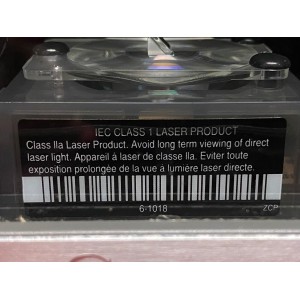 IEC CLASS 1 LASER PRODUCT
Class IIa Laser Product. Avoid long term viewing of direct
laser light. Appareil à laser de classe IIa. Eviter toute
exposition prolongée de la vue à lumière laser directe.
6-1018 ZCP